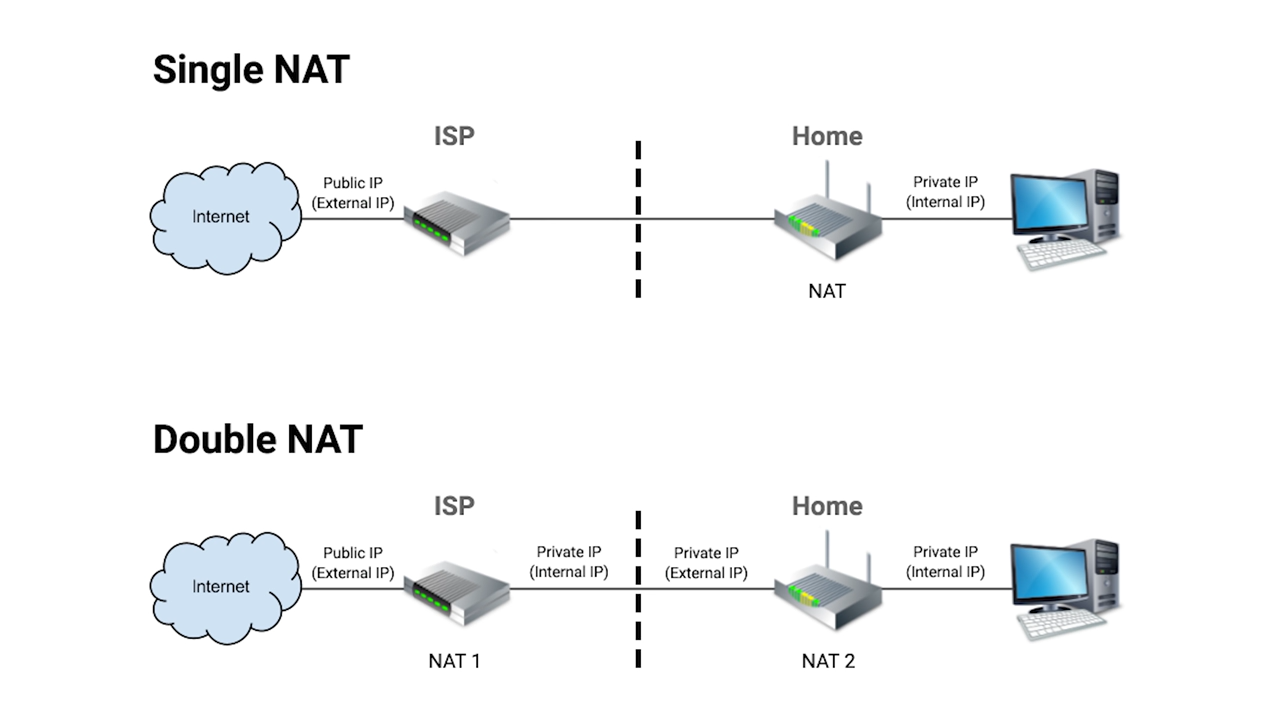 Single NAT
ISP
Home
Public IP
(External IP)
Private IP
(Internal IP)
Internet
NAT
Double NAT
ISP
Home
Public IP
(External IP)
Private IP
(Internal IP)
Private IP
(External IP)
Private IP
(Internal IP)
Internet
NAT 1
NAT 2